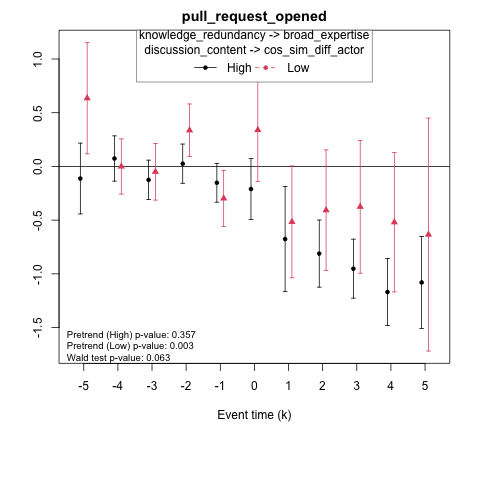 pull_request_opened
knowledge_redundancy -> broad_expertise
discussion_content -> cos_sim_diff_actor
High Low
1.0
0.5
0.0
-0.5
-1.0
-1.5
Pretrend (High) p-value: 0.357
Pretrend (Low) p-value: 0.003
Wald test p-value: 0.063
-5 -4 -3 -2 -1 0 1 2 3 4 5
Event time (k)